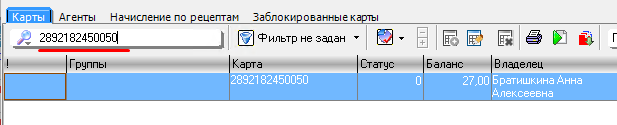 Карты Агенты Начисление по рецептам Заблокированные карты
2892182450050 Фильтр не задан
! Группы Карта Статус Баланс Владелец
2892182450050 0 27,00 Братишкина Анна
Алексеевна